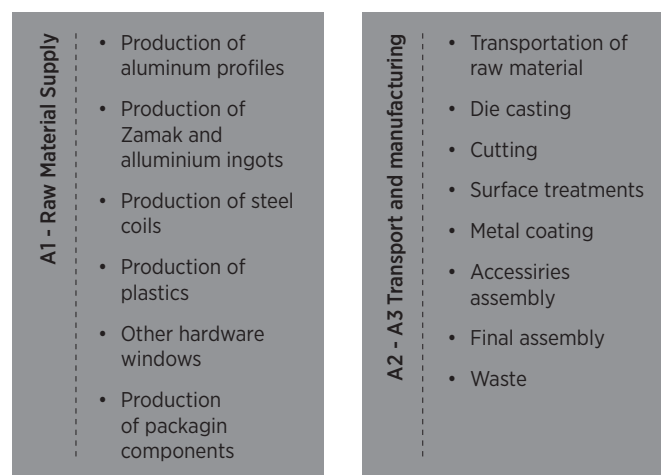 A1 - Raw Material Supply
• Production of
aluminum profiles
• Production of
Zamak and
alluminium ingots
• Production of steel
coils
• Production of
plastics
• Other hardware
windows
• Production
of packagin
components
A2 - A3 Transport and manufacturing
• Transportation of
raw material
• Die casting
• Cutting
• Surface treatments
• Metal coating
• Accessiries
assembly
• Final assembly
• Waste